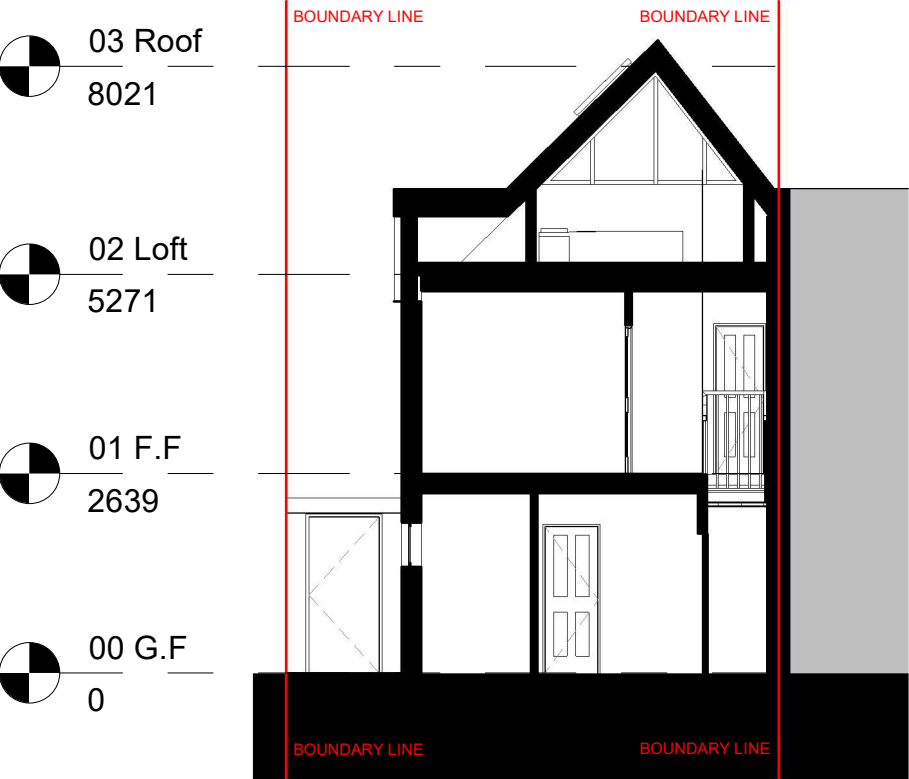 BOUNDARY LINE
BOUNDARY LINE
03 Roof
8021
02 Loft
5271
01 F.F
2639
00 G.F
0
BOUNDARY LINE
BOUNDARY LINE